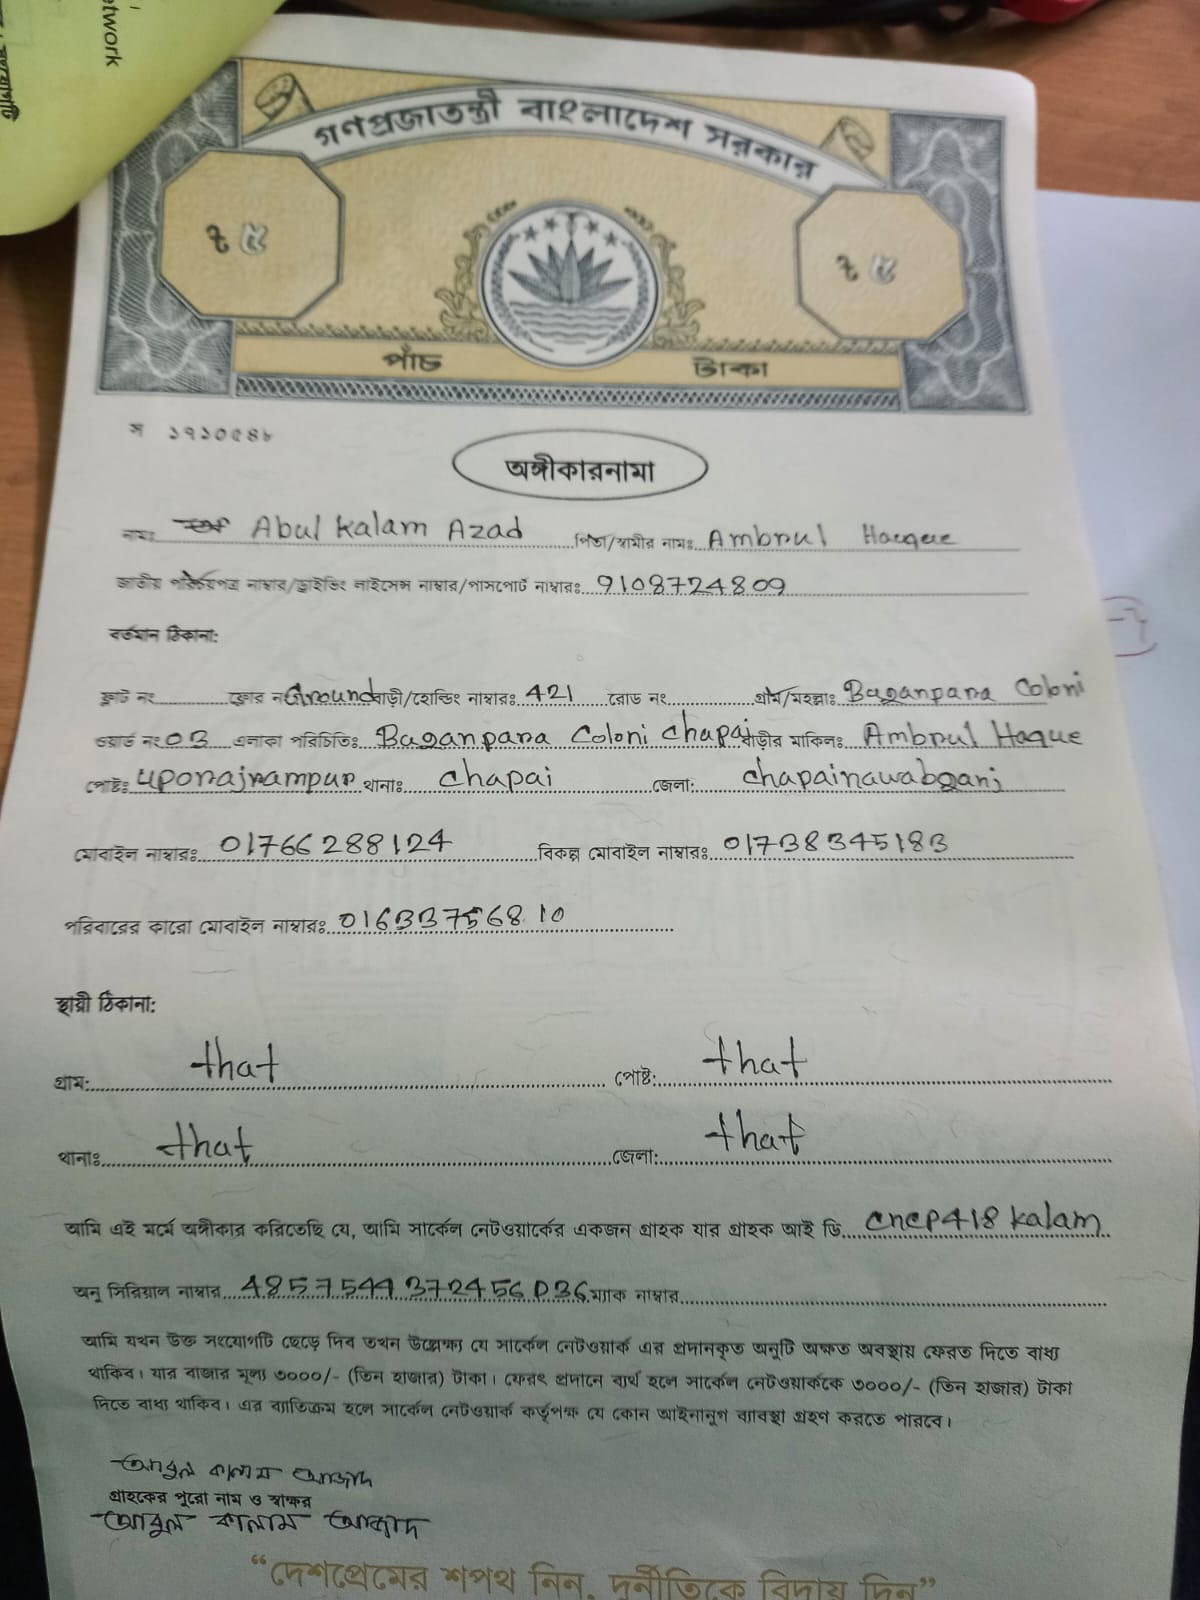 etwork
গণপ্রজাতন্ত্রী বাংলাদেশ সরকার
৳ ৫ ৳ ৫
পাঁচ টাকা
স ১৭১০৫৪৮
অঙ্গীকারনামা
নামঃ Abul Kalam Azad পিতা/স্বামীর নামঃ Ambrul Haque
জাতীয় পরিচয়পত্র নাম্বার/ড্রাইভিং লাইসেন্স নাম্বার/পাসপোর্ট নাম্বারঃ 9108724809
বর্তমান ঠিকানা:
ফ্লাট নং ফ্লোর নং Ground বাড়ী/হোল্ডিং নাম্বারঃ 421 রোড নং গ্রাম/মহল্লাঃ Baganpara Coloni
ওয়ার্ড নং 03 এলাকা পরিচিতিঃ Baganpara Coloni Chapai বাড়ীর মালিকঃ Ambrul Haque
পোষ্টঃ Uporajrampur থানাঃ Chapai জেলা: Chapainawabganj
মোবাইল নাম্বারঃ 01766288124 বিকল্প মোবাইল নাম্বারঃ 01738345183
পরিবারের কারো মোবাইল নাম্বারঃ 01633756810
স্থায়ী ঠিকানা:
গ্রাম: that পোষ্ট: that
থানাঃ that জেলা: that
আমি এই মর্মে অঙ্গীকার করিতেছি যে, আমি সার্কেল নেটওয়ার্কের একজন গ্রাহক যার গ্রাহক আই ডি cncp418kalam
অনু সিরিয়াল নাম্বার 4857544372456D36 ম্যাক নাম্বার
আমি যখন উক্ত সংযোগটি ছেড়ে দিব তখন উল্লেক্ষ্য যে সার্কেল নেটওয়ার্ক এর প্রদানকৃত অনুটি অক্ষত অবস্থায় ফেরত দিতে বাধ্য
থাকিব। যার বাজার মূল্য ৩০০০/- (তিন হাজার) টাকা। ফেরৎ প্রদানে ব্যর্থ হলে সার্কেল নেটওয়ার্ককে ৩০০০/- (তিন হাজার) টাকা
দিতে বাধ্য থাকিব। এর ব্যতিক্রম হলে সার্কেল নেটওয়ার্ক কর্তৃপক্ষ যে কোন আইনানুগ ব্যাবস্থা গ্রহণ করতে পারবে।
আবুল কালাম আজাদ
গ্রাহকের পুরো নাম ও স্বাক্ষর
আবুল কালাম আজাদ
“দেশপ্রেমের শপথ নিন, দুর্নীতিকে বিদায় দিন”